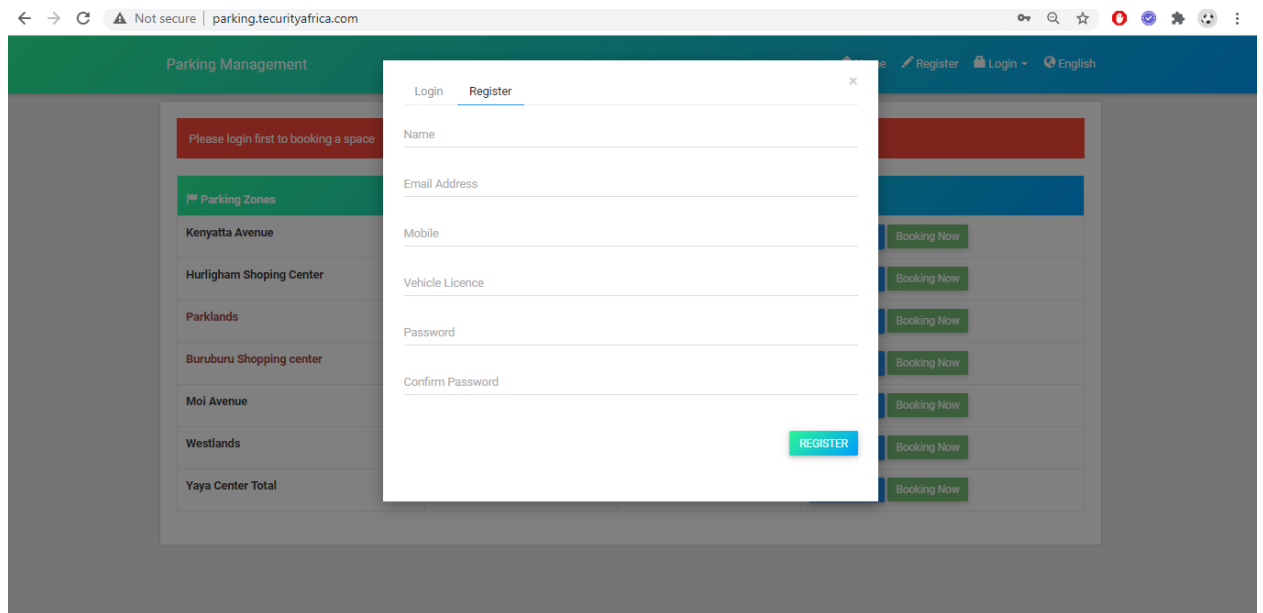 Not secure parking.tecurityafrica.com
Parking Management Register Login English
Login Register ×
Please login first to booking a space
Name
Email Address
Parking Zones
Kenyatta Avenue Mobile Booking Now
Hurligham Shoping Center Vehicle Licence Booking Now
Parklands Booking Now
Password
Buruburu Shopping center Booking Now
Confirm Password
Moi Avenue Booking Now
Westlands REGISTER Booking Now
Yaya Center Total Booking Now